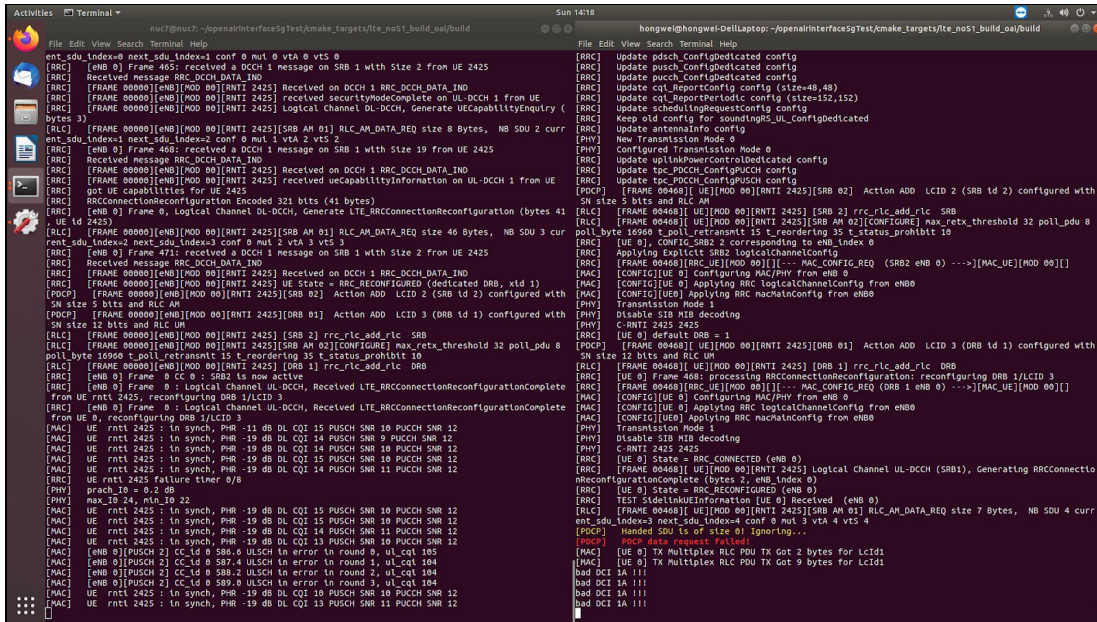 Activities
Terminal
Sun 14:18
nuc7@nuc7: ~/openairinterface5gTest/cmake_targets/lte_noS1_build_oai/build
File Edit View Search Terminal Help
ent_sdu_index=0 next_sdu_index=1 conf 0 mui 0 vtA 0 vtS 0
[RRC] [eNB 0] Frame 465: received a DCCH 1 message on SRB 1 with Size 2 from UE 2425
[RRC] Received message RRC_DCCH_DATA_IND
[RRC] [FRAME 00000][eNB][MOD 00][RNTI 2425] Received on DCCH 1 RRC_DCCH_DATA_IND
[RRC] [FRAME 00000][eNB][MOD 00][RNTI 2425] received securityModeComplete on UL-DCCH 1 from UE
[RRC] [FRAME 00000][eNB][MOD 00][RNTI 2425] Logical Channel DL-DCCH, Generate UECapabilityEnquiry (
bytes 3)
[RLC] [FRAME 00000][eNB][MOD 00][RNTI 2425][SRB AM 01] RLC_AM_DATA_REQ size 8 Bytes, NB SDU 2 curr
ent_sdu_index=1 next_sdu_index=2 conf 0 mui 1 vtA 2 vtS 2
[RRC] [eNB 0] Frame 468: received a DCCH 1 message on SRB 1 with Size 19 from UE 2425
[RRC] Received message RRC_DCCH_DATA_IND
[RRC] [FRAME 00000][eNB][MOD 00][RNTI 2425] Received on DCCH 1 RRC_DCCH_DATA_IND
[RRC] [FRAME 00000][eNB][MOD 00][RNTI 2425] received ueCapabilityInformation on UL-DCCH 1 from UE
[RRC] got UE capabilities for UE 2425
[RRC] RRCConnectionReconfiguration Encoded 321 bits (41 bytes)
[RRC] [eNB 0] Frame 0, Logical Channel DL-DCCH, Generate LTE_RRCConnectionReconfiguration (bytes 41
, UE id 2425)
[RLC] [FRAME 00000][eNB][MOD 00][RNTI 2425][SRB AM 01] RLC_AM_DATA_REQ size 46 Bytes, NB SDU 3 cur
rent_sdu_index=2 next_sdu_index=3 conf 0 mui 2 vtA 3 vtS 3
[RRC] [eNB 0] Frame 471: received a DCCH 1 message on SRB 1 with Size 2 from UE 2425
[RRC] Received message RRC_DCCH_DATA_IND
[RRC] [FRAME 00000][eNB][MOD 00][RNTI 2425] Received on DCCH 1 RRC_DCCH_DATA_IND
[RRC] [FRAME 00000][eNB][MOD 00][RNTI 2425] UE State = RRC_RECONFIGURED (dedicated DRB, xid 1)
[PDCP] [FRAME 00000][eNB][MOD 00][RNTI 2425][SRB 02] Action ADD LCID 2 (SRB id 2) configured with
SN size 5 bits and RLC AM
[PDCP] [FRAME 00000][eNB][MOD 00][RNTI 2425][DRB 01] Action ADD LCID 3 (DRB id 1) configured with
SN size 12 bits and RLC UM
[RLC] [FRAME 00000][eNB][MOD 00][RNTI 2425] [SRB 2] rrc_rlc_add_rlc SRB
[RLC] [FRAME 00000][eNB][MOD 00][RNTI 2425][SRB AM 02][CONFIGURE] max_retx_threshold 32 poll_pdu 8
poll_byte 16960 t_poll_retransmit 15 t_reordering 35 t_status_prohibit 10
[RLC] [FRAME 00000][eNB][MOD 00][RNTI 2425] [DRB 1] rrc_rlc_add_rlc DRB
[RRC] [eNB 0] Frame 0 CC 0 : SRB2 is now active
[RRC] [eNB 0] Frame 0 : Logical Channel UL-DCCH, Received LTE_RRCConnectionReconfigurationComplete
from UE rnti 2425, reconfiguring DRB 1/LCID 3
[RRC] [eNB 0] Frame 0 : Logical Channel UL-DCCH, Received LTE_RRCConnectionReconfigurationComplete
from UE 0, reconfiguring DRB 1/LCID 3
[MAC] UE rnti 2425 : in synch, PHR -11 dB DL CQI 15 PUSCH SNR 10 PUCCH SNR 12
[MAC] UE rnti 2425 : in synch, PHR -19 dB DL CQI 14 PUSCH SNR 9 PUCCH SNR 12
[MAC] UE rnti 2425 : in synch, PHR -19 dB DL CQI 14 PUSCH SNR 10 PUCCH SNR 12
[MAC] UE rnti 2425 : in synch, PHR -19 dB DL CQI 15 PUSCH SNR 10 PUCCH SNR 12
[MAC] UE rnti 2425 : in synch, PHR -19 dB DL CQI 14 PUSCH SNR 11 PUCCH SNR 12
[RRC] UE rnti 2425 failure timer 0/8
[PHY] prach_I0 = 0.2 dB
[PHY] max_I0 24, min_I0 22
[MAC] UE rnti 2425 : in synch, PHR -19 dB DL CQI 15 PUSCH SNR 10 PUCCH SNR 12
[MAC] UE rnti 2425 : in synch, PHR -19 dB DL CQI 15 PUSCH SNR 10 PUCCH SNR 12
[MAC] UE rnti 2425 : in synch, PHR -19 dB DL CQI 14 PUSCH SNR 11 PUCCH SNR 12
[MAC] UE rnti 2425 : in synch, PHR -19 dB DL CQI 13 PUSCH SNR 10 PUCCH SNR 12
[MAC] [eNB 0][PUSCH 2] CC_id 0 586.6 ULSCH in error in round 0, ul_cqi 105
[MAC] [eNB 0][PUSCH 2] CC_id 0 587.4 ULSCH in error in round 1, ul_cqi 104
[MAC] [eNB 0][PUSCH 2] CC_id 0 588.2 ULSCH in error in round 2, ul_cqi 104
[MAC] [eNB 0][PUSCH 2] CC_id 0 589.0 ULSCH in error in round 3, ul_cqi 104
[MAC] UE rnti 2425 : in synch, PHR -19 dB DL CQI 10 PUSCH SNR 10 PUCCH SNR 12
[MAC] UE rnti 2425 : in synch, PHR -19 dB DL CQI 13 PUSCH SNR 11 PUCCH SNR 12
hongwei@hongwei-DellLaptop: ~/openairinterface5gTest/cmake_targets/lte_noS1_build_oai/build
File Edit View Search Terminal Help
[RRC] Update pdsch_ConfigDedicated config
[RRC] Update pusch_ConfigDedicated config
[RRC] Update pucch_ConfigDedicated config
[RRC] Update cqi_ReportConfig config (size=48,48)
[RRC] Update cqi_ReportPeriodic config (size=152,152)
[RRC] Update schedulingRequestConfig config
[RRC] Keep old config for soundingRS_UL_ConfigDedicated
[RRC] Update antennaInfo config
[PHY] New Transmission Mode 0
[PHY] Configured Transmission Mode 0
[RRC] Update uplinkPowerControlDedicated config
[RRC] Update tpc_PDCCH_ConfigPUCCH config
[RRC] Update tpc_PDCCH_ConfigPUSCH config
[PDCP] [FRAME 00468][ UE][MOD 00][RNTI 2425][SRB 02] Action ADD LCID 2 (SRB id 2) configured with
SN size 5 bits and RLC AM
[RLC] [FRAME 00468][ UE][MOD 00][RNTI 2425] [SRB 2] rrc_rlc_add_rlc SRB
[RLC] [FRAME 00468][ UE][MOD 00][RNTI 2425][SRB AM 02][CONFIGURE] max_retx_threshold 32 poll_pdu 8
poll_byte 16960 t_poll_retransmit 15 t_reordering 35 t_status_prohibit 10
[RRC] [UE 0], CONFIG_SRB2 2 corresponding to eNB_index 0
[RRC] Applying Explicit SRB2 logicalChannelConfig
[RRC] [FRAME 00468][RRC_UE][MOD 00][][--- MAC_CONFIG_REQ (SRB2 eNB 0) --->][MAC_UE][MOD 00][]
[MAC] [CONFIG][UE 0] Configuring MAC/PHY from eNB 0
[MAC] [CONFIG][UE0] Applying RRC logicalChannelConfig from eNB0
[MAC] [CONFIG][UE0] Applying RRC macMainConfig from eNB0
[PHY] Transmission Mode 1
[PHY] Disable SIB MIB decoding
[PHY] C-RNTI 2425 2425
[RRC] [UE 0] default DRB = 1
[PDCP] [FRAME 00468][ UE][MOD 00][RNTI 2425][DRB 01] Action ADD LCID 3 (DRB id 1) configured with
SN size 12 bits and RLC UM
[RLC] [FRAME 00468][ UE][MOD 00][RNTI 2425] [DRB 1] rrc_rlc_add_rlc DRB
[RRC] [UE 0] Frame 468: processing RRCConnectionReconfiguration: reconfiguring DRB 1/LCID 3
[RRC] [FRAME 00468][RRC_UE][MOD 00][][--- MAC_CONFIG_REQ (DRB 1 eNB 0) --->][MAC_UE][MOD 00][]
[MAC] [CONFIG][UE 0] Configuring MAC/PHY from eNB 0
[MAC] [CONFIG][UE0] Applying RRC logicalChannelConfig from eNB0
[MAC] [CONFIG][UE0] Applying RRC macMainConfig from eNB0
[PHY] Transmission Mode 1
[PHY] Disable SIB MIB decoding
[PHY] C-RNTI 2425 2425
[RRC] [UE 0] State = RRC_CONNECTED (eNB 0)
[RRC] [FRAME 00468][ UE][MOD 00][RNTI 2425] Logical Channel UL-DCCH (SRB1), Generating RRCConnectio
nReconfigurationComplete (bytes 2, eNB_index 0)
[RRC] [UE 0] State = RRC_RECONFIGURED (eNB 0)
[RRC] TEST SidelinkUEInformation [UE 0] Received (eNB 0)
[RLC] [FRAME 00468][ UE][MOD 00][RNTI 2425][SRB AM 01] RLC_AM_DATA_REQ size 7 Bytes, NB SDU 4 curr
ent_sdu_index=3 next_sdu_index=4 conf 0 mui 3 vtA 4 vtS 4
[PDCP] Handed SDU is of size 0! Ignoring...
[PDCP] PDCP data request failed!
[MAC] [UE 0] TX Multiplex RLC PDU TX Got 2 bytes for LcId1
[MAC] [UE 0] TX Multiplex RLC PDU TX Got 9 bytes for LcId1
bad DCI 1A !!!
bad DCI 1A !!!
bad DCI 1A !!!
bad DCI 1A !!!